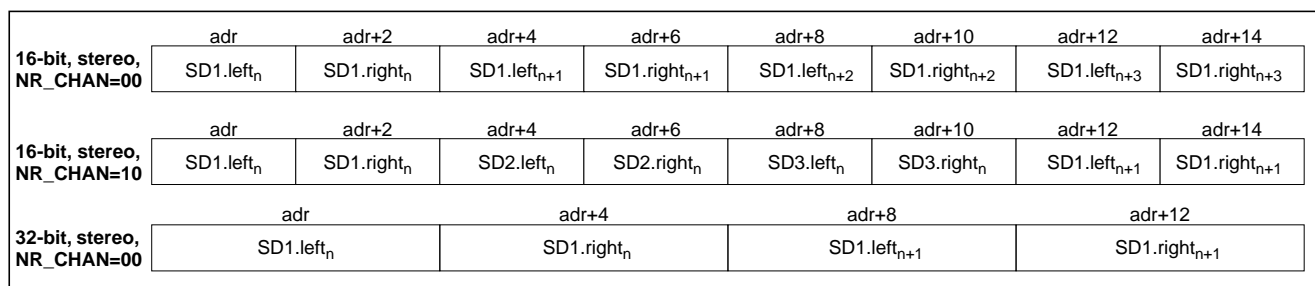 adr adr+2 adr+4 adr+6 adr+8 adr+10 adr+12 adr+14
16-bit, stereo,
NR_CHAN=00
SD1.leftn SD1.rightn SD1.leftn+1 SD1.rightn+1 SD1.leftn+2 SD1.rightn+2 SD1.leftn+3 SD1.rightn+3
adr adr+2 adr+4 adr+6 adr+8 adr+10 adr+12 adr+14
16-bit, stereo,
NR_CHAN=10
SD1.leftn SD1.rightn SD2.leftn SD2.rightn SD3.leftn SD3.rightn SD1.leftn+1 SD1.rightn+1
adr adr+4 adr+8 adr+12
32-bit, stereo,
NR_CHAN=00
SD1.leftn SD1.rightn SD1.leftn+1 SD1.rightn+1